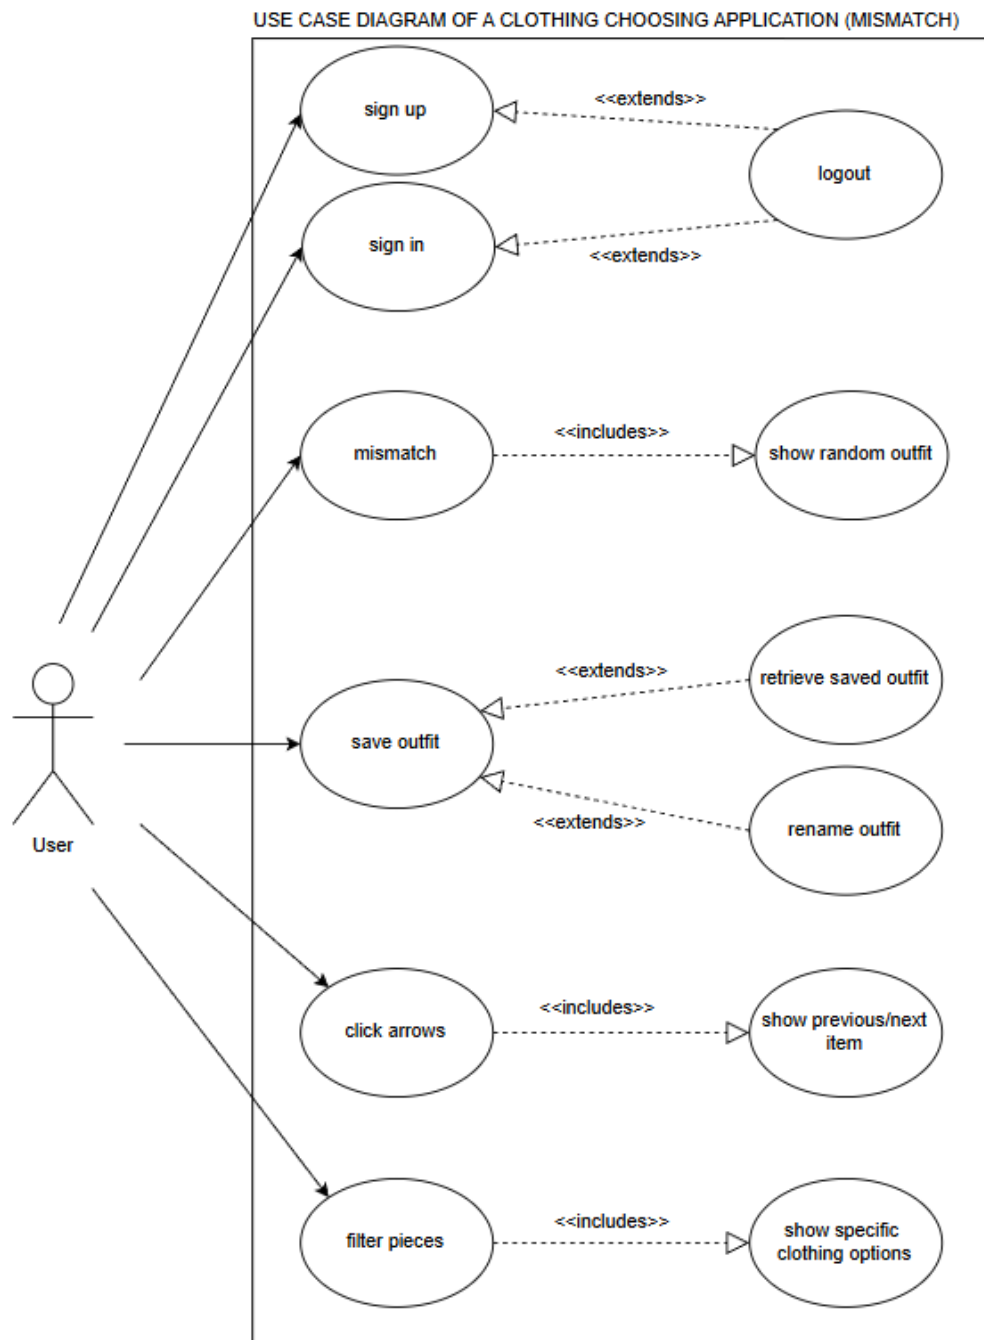 USE CASE DIAGRAM OF A CLOTHING CHOOSING APPLICATION (MISMATCH)
sign up
<<extends>>
logout
sign in
<<extends>>
mismatch
<<includes>>
show random outfit
<<extends>>
retrieve saved outfit
save outfit
<<extends>>
rename outfit
User
click arrows
<<includes>>
show previous/next
item
filter pieces
<<includes>>
show specific
clothing options